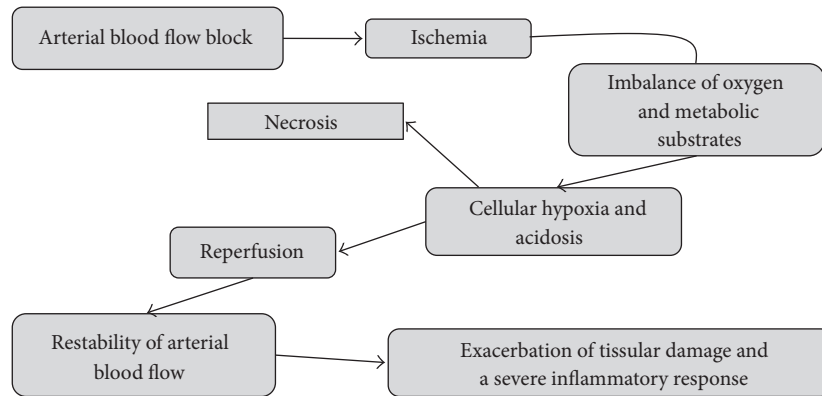 Arterial blood flow block
Ischemia
Imbalance of oxygen
and metabolic
substrates
Necrosis
Cellular hypoxia and
acidosis
Reperfusion
Restability of arterial
blood flow
Exacerbation of tissular damage and
a severe inflammatory response